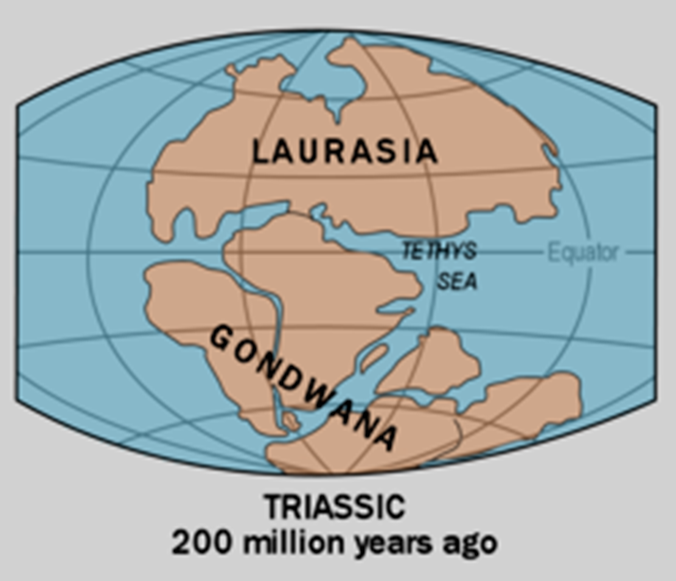 LAURASIA
TETHYS
SEA
Equator
GONDWANA
TRIASSIC
200 million years ago